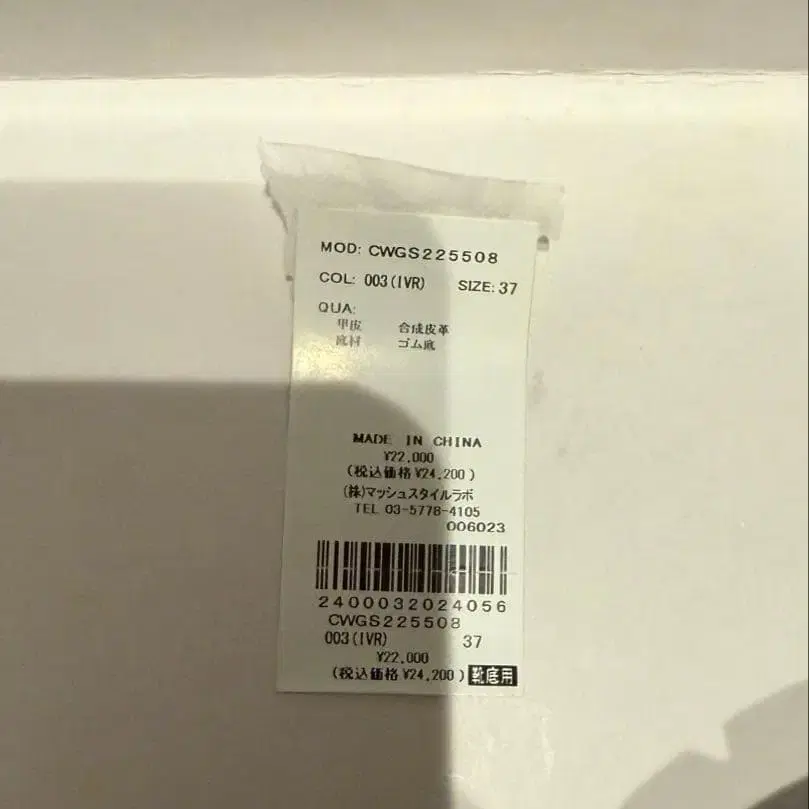 MOD: CWGS225508
COL: 003(IVR) SIZE: 37
QUA:
甲皮 合成皮革
底材 ゴム底
MADE IN CHINA
¥22,000
(税込価格¥24,200)
(株)マッシュスタイルラボ
TEL 03-5778-4105
006023
2400032024056
CWGS225508
003(IVR) 37
¥22,000
(税込価格¥24,200) 靴底用